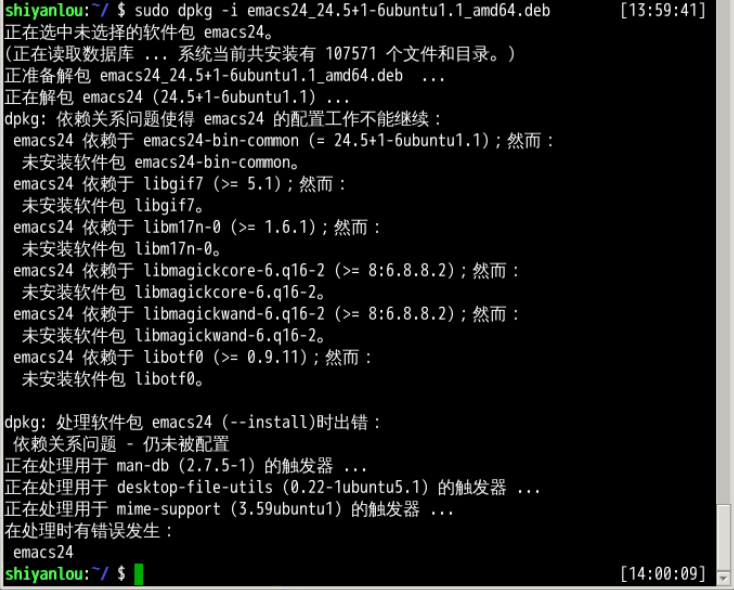 shiyanlou:~/ $ sudo dpkg -i emacs24_24.5+1-6ubuntu1.1_amd64.deb [13:59:41]
正在选中未选择的软件包 emacs24。
(正在读取数据库 ... 系统当前共安装有 107571 个文件和目录。)
正准备解包 emacs24_24.5+1-6ubuntu1.1_amd64.deb ...
正在解包 emacs24 (24.5+1-6ubuntu1.1) ...
dpkg: 依赖关系问题使得 emacs24 的配置工作不能继续：
emacs24 依赖于 emacs24-bin-common (= 24.5+1-6ubuntu1.1)；然而：
未安装软件包 emacs24-bin-common。
emacs24 依赖于 libgif7 (>= 5.1)；然而：
未安装软件包 libgif7。
emacs24 依赖于 libm17n-0 (>= 1.6.1)；然而：
未安装软件包 libm17n-0。
emacs24 依赖于 libmagickcore-6.q16-2 (>= 8:6.8.8.2)；然而：
未安装软件包 libmagickcore-6.q16-2。
emacs24 依赖于 libmagickwand-6.q16-2 (>= 8:6.8.8.2)；然而：
未安装软件包 libmagickwand-6.q16-2。
emacs24 依赖于 libotf0 (>= 0.9.11)；然而：
未安装软件包 libotf0。
dpkg: 处理软件包 emacs24 (--install)时出错：
依赖关系问题 - 仍未被配置
正在处理用于 man-db (2.7.5-1) 的触发器 ...
正在处理用于 desktop-file-utils (0.22-1ubuntu5.1) 的触发器 ...
正在处理用于 mime-support (3.59ubuntu1) 的触发器 ...
在处理时有错误发生：
emacs24
shiyanlou:~/ $ [14:00:09]